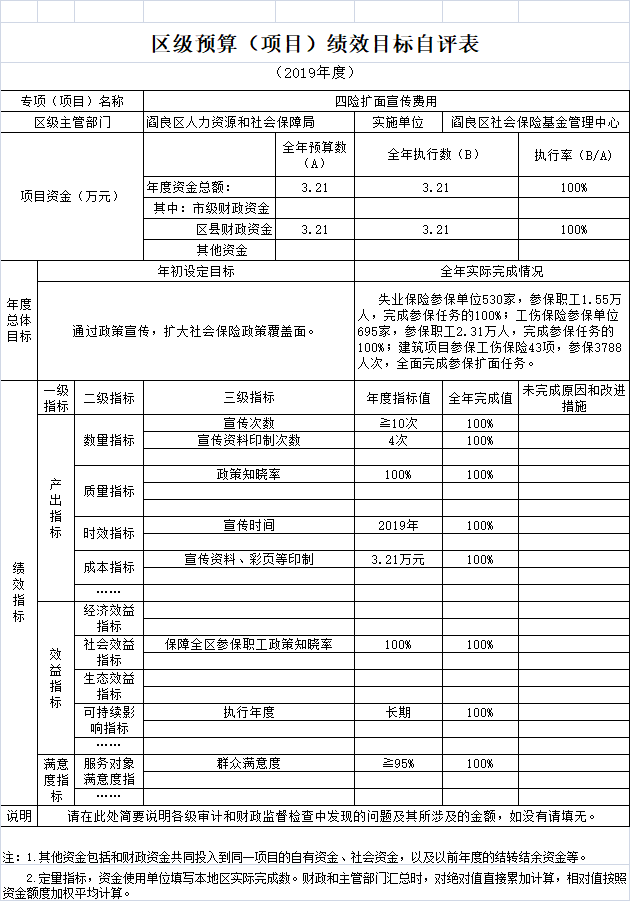 区级预算（项目）绩效目标自评表
（2019年度）
专项（项目）名称 四险扩面宣传费用
区级主管部门 阎良区人力资源和社会保障局 实施单位 阎良区社会保险基金管理中心
项目资金（万元） 全年预算数（A） 全年执行数（B） 执行率（B/A)
年度资金总额： 3.21 3.21 100%
其中：市级财政资金
区县财政资金 3.21 3.21 100%
其他资金
年度总体目标 年初设定目标 全年实际完成情况
通过政策宣传，扩大社会保险政策覆盖面。
失业保险参保单位530家，参保职工1.55万
人，完成参保任务的100%；工伤保险参保单位
695家，参保职工2.31万人，完成参保任务的
100%；建筑项目参保工伤保险43项，参保3788
人次，全面完成参保扩面任务。
绩效指标 一级指标 二级指标 三级指标 年度指标值 全年完成值 未完成原因和改进措施
产出指标 数量指标 宣传次数 ≧10次 100%
宣传资料印制次数 4次 100%
质量指标 政策知晓率 100% 100%
时效指标 宣传时间 2019年 100%
成本指标 宣传资料、彩页等印制 3.21万元 100%
……
效益指标 经济效益指标
社会效益指标 保障全区参保职工政策知晓率 100% 100%
生态效益指标
可持续影响指标 执行年度 长期 100%
……
满意度指标 服务对象满意度指 群众满意度 ≧95% 100%
……
说明 请在此处简要说明各级审计和财政监督检查中发现的问题及其所涉及的金额，如没有请填无。
注：1.其他资金包括和财政资金共同投入到同一项目的自有资金、社会资金，以及以前年度的结转结余资金等。
2.定量指标，资金使用单位填写本地区实际完成数。财政和主管部门汇总时，对绝对值直接累加计算，相对值按照
资金额度加权平均计算。